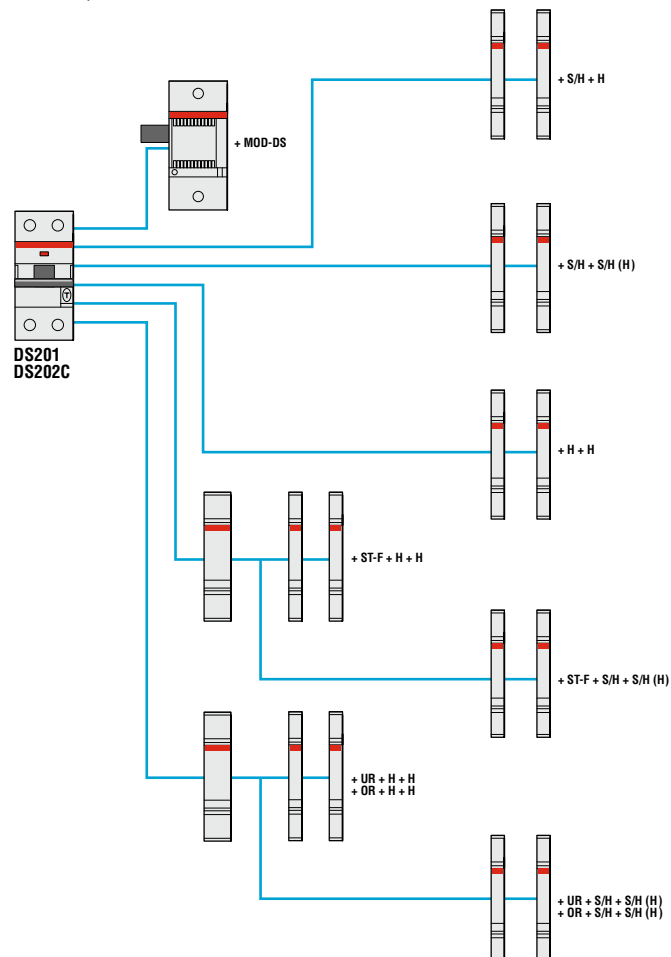 + S/H + H
+ MOD-DS
T
+ S/H + S/H (H)
DS201
DS202C
+ H + H
+ ST-F + H + H
+ ST-F + S/H + S/H (H)
+ UR + H + H
+ OR + H + H
+ UR + S/H + S/H (H)
+ OR + S/H + S/H (H)